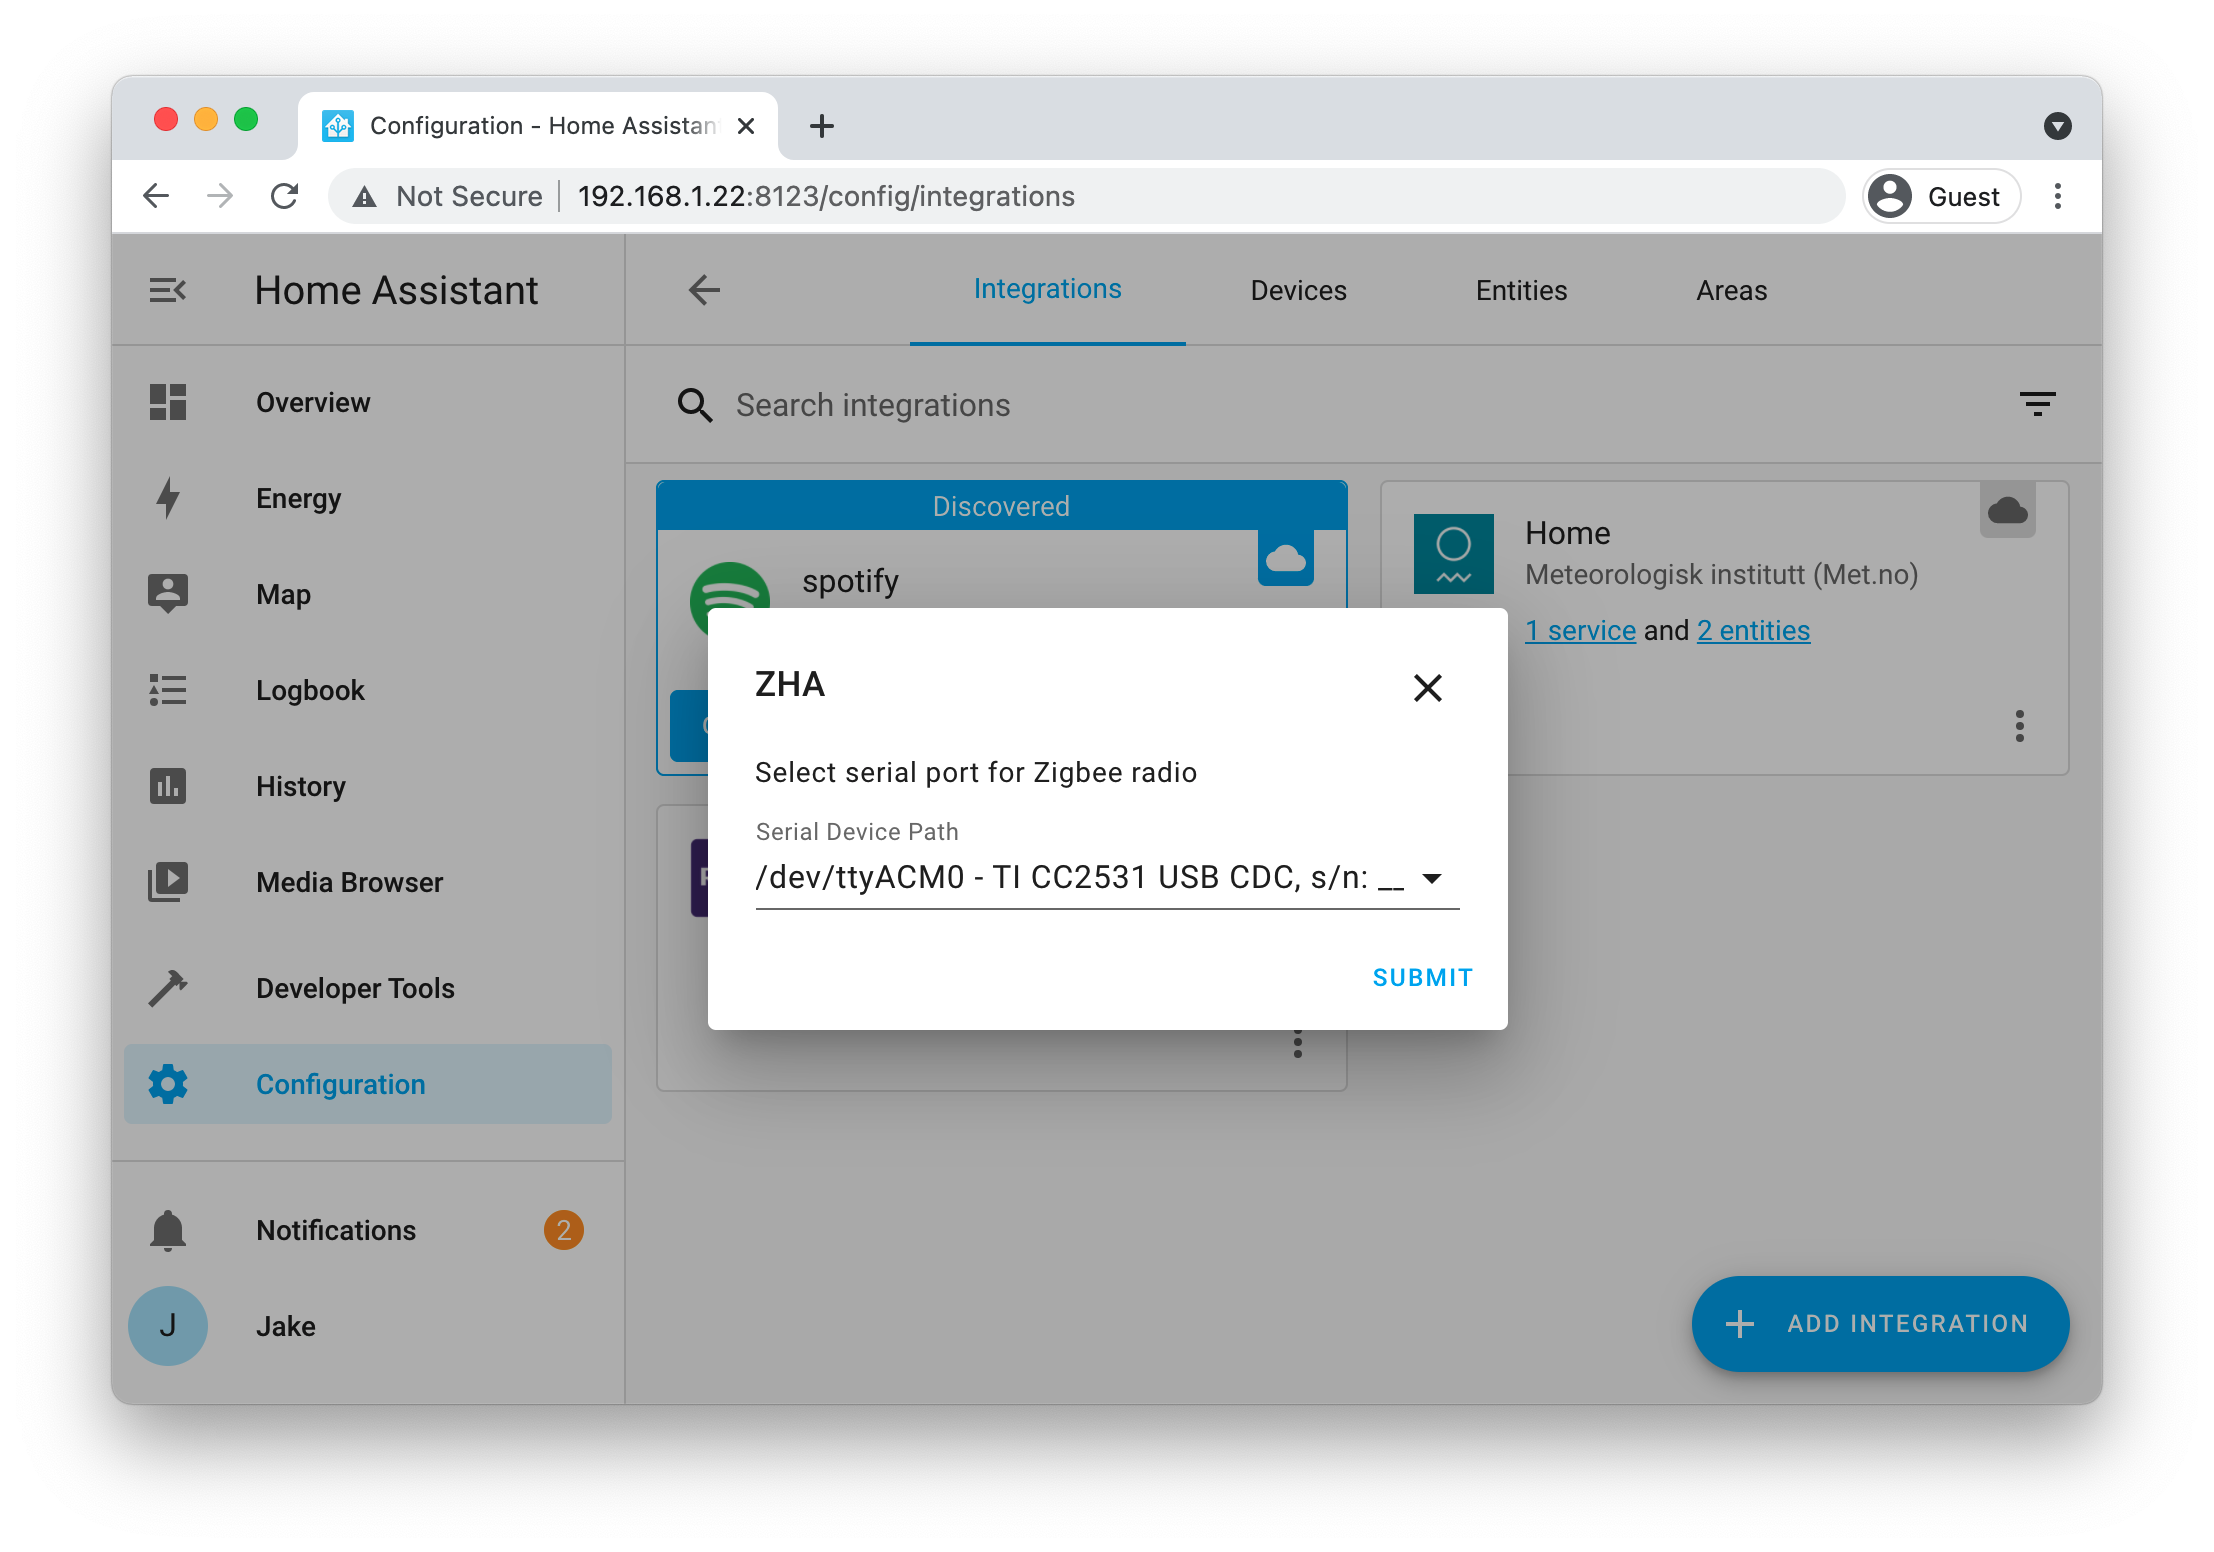 Configuration - Home Assistant
Not Secure
192.168.1.22:8123/config/integrations
Guest
Home Assistant
Integrations
Devices
Entities
Areas
Overview
Energy
Map
Logbook
History
Media Browser
Developer Tools
Configuration
Notifications
2
J
Jake
Search integrations
Discovered
spotify
Home
Meteorologisk institutt (Met.no)
1 service and 2 entities
ZHA
Select serial port for Zigbee radio
Serial Device Path
/dev/ttyACM0 - TI CC2531 USB CDC, s/n: __
SUBMIT
ADD INTEGRATION